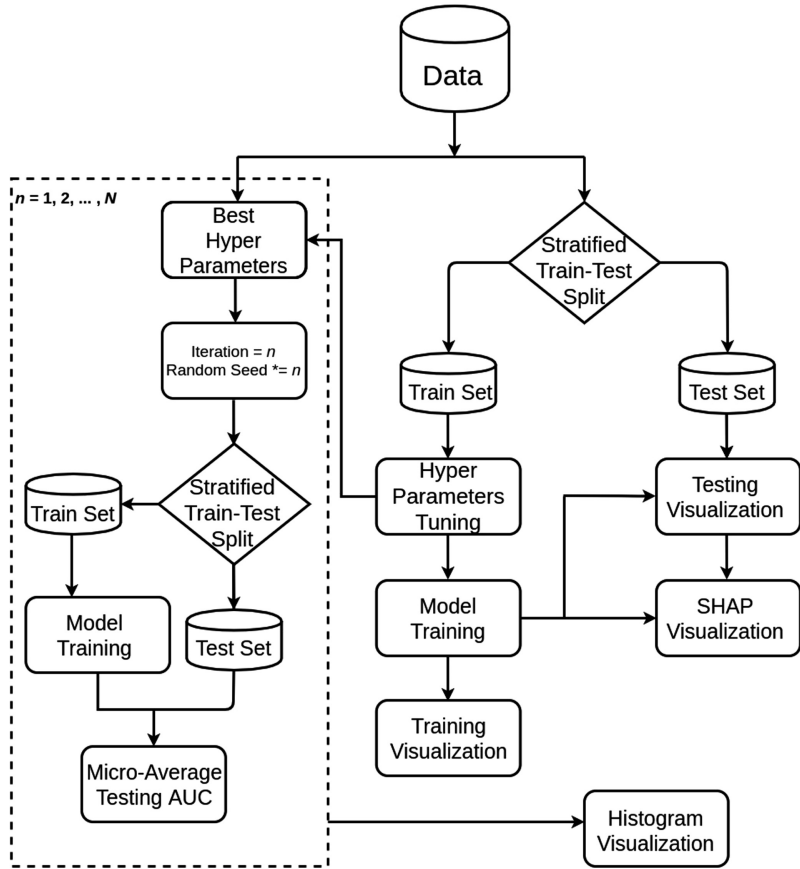 Data
n = 1, 2, ... , N
Best
Hyper
Parameters
Iteration = n
Random Seed *= n
Stratified
Train-Test
Split
Train Set
Model
Training
Test Set
Micro-Average
Testing AUC
Stratified
Train-Test
Split
Train Set
Test Set
Hyper
Parameters
Tuning
Testing
Visualization
Model
Training
SHAP
Visualization
Training
Visualization
Histogram
Visualization